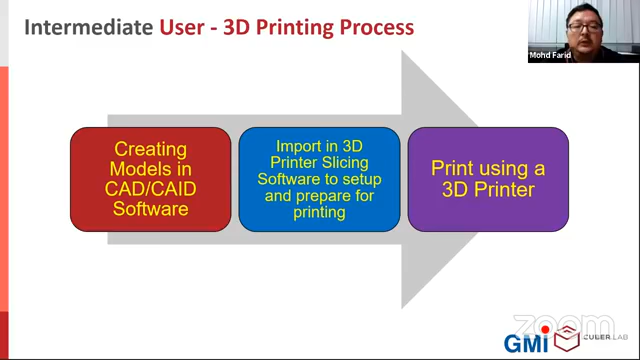 Intermediate User - 3D Printing Process
Mohd Farid
Creating
Models in
CAD/CAID
Software
Import in 3D
Printer Slicing
Software to setup
and prepare for
printing
Print using a
3D Printer
zoom
GMi
CULER LAB